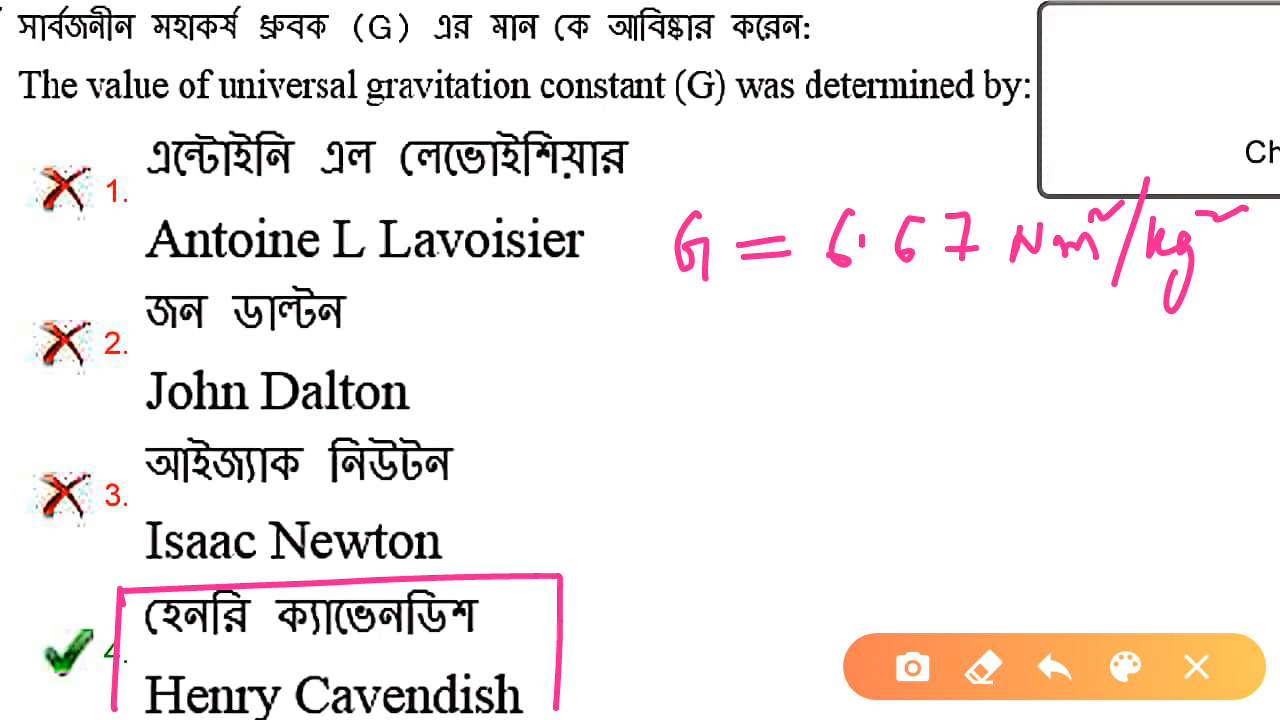 সার্বজনীন মহাকর্ষ ধ্রুবক (G) এর মান কে আবিষ্কার করেন:
The value of universal gravitation constant (G) was determined by:
Ch
1. এন্টোইনি এল লেভোইশিয়ার
Antoine L Lavoisier
G = 6.67 Nm²/kg²
2. জন ডাল্টন
John Dalton
3. আইজ্যাক নিউটন
Isaac Newton
4. হেনরি ক্যাভেনডিশ
Henry Cavendish